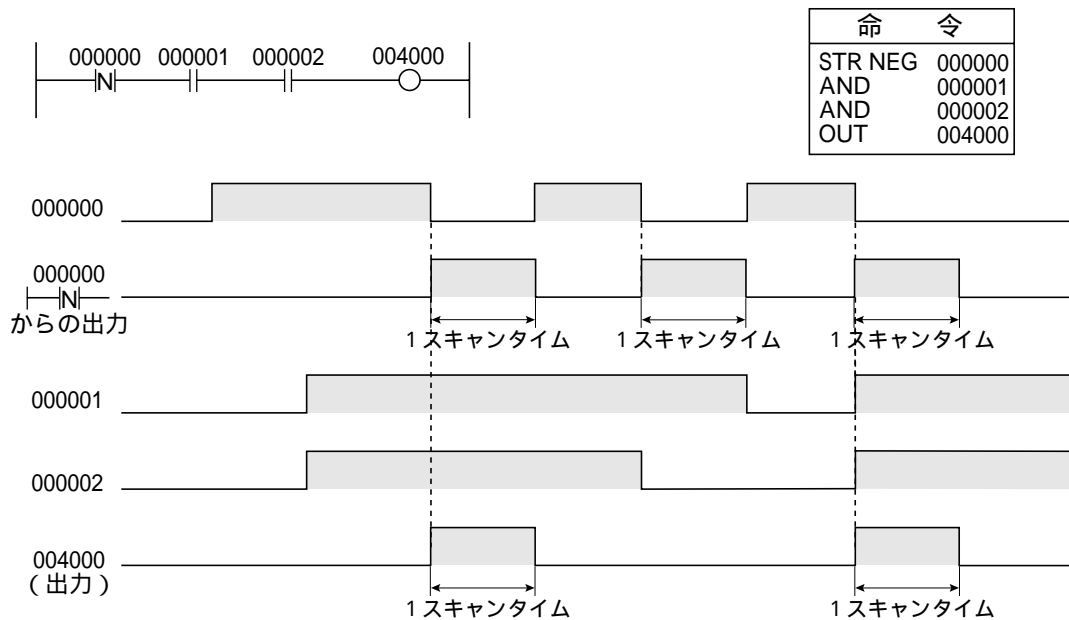 命 令
000000 000001 000002 004000
N
STR NEG 000000
AND 000001
AND 000002
OUT 004000
000000
000000
N
からの出力
1スキャンタイム 1スキャンタイム 1スキャンタイム
000001
000002
004000
(出力)
1スキャンタイム 1スキャンタイム